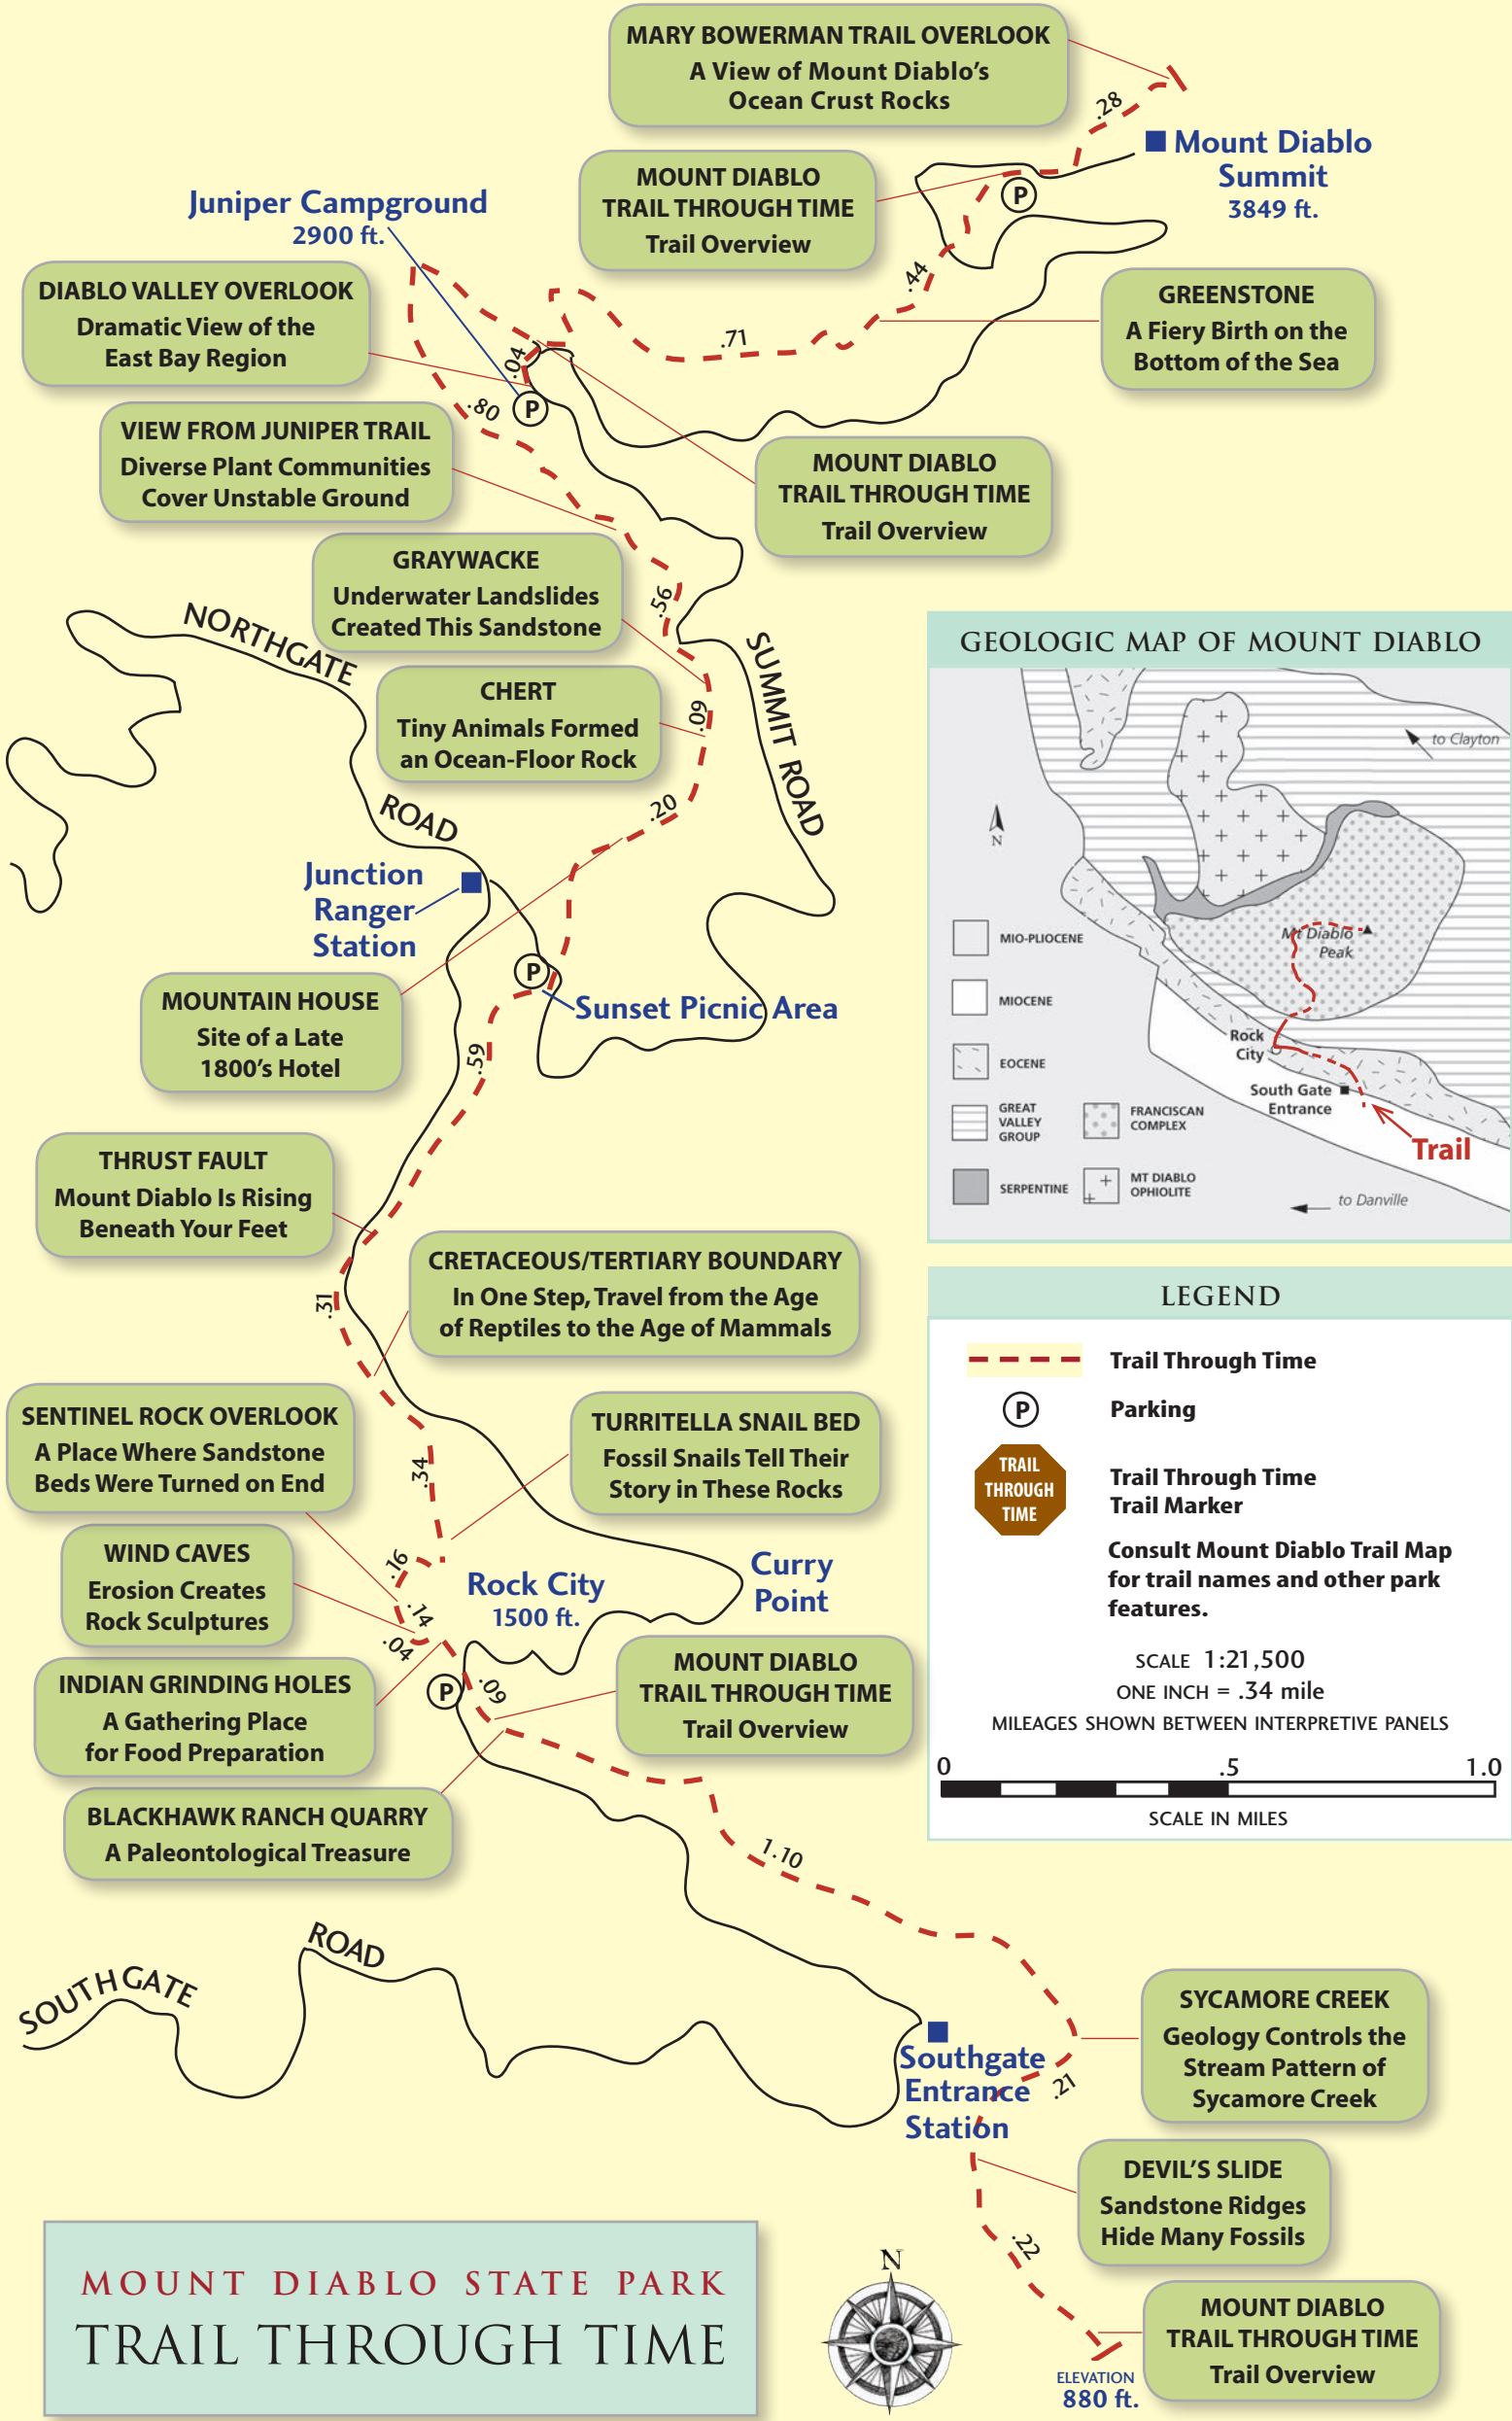 MARY BOWERMAN TRAIL OVERLOOK
A View of Mount Diablo's
Ocean Crust Rocks
.28
Mount Diablo
Summit
3849 ft.
MOUNT DIABLO
TRAIL THROUGH TIME
Trail Overview
P
Juniper Campground
2900 ft.
.44
DIABLO VALLEY OVERLOOK
Dramatic View of the
East Bay Region
GREENSTONE
A Fiery Birth on the
Bottom of the Sea
.71
.04
P
.80
VIEW FROM JUNIPER TRAIL
Diverse Plant Communities
Cover Unstable Ground
MOUNT DIABLO
TRAIL THROUGH TIME
Trail Overview
GRAYWACKE
Underwater Landslides
Created This Sandstone
.56
NORTHGATE
ROAD
SUMMIT ROAD
CHERT
Tiny Animals Formed
an Ocean-Floor Rock
.09
.20
Junction
Ranger
Station
P
Sunset Picnic Area
MOUNTAIN HOUSE
Site of a Late
1800's Hotel
.59
THRUST FAULT
Mount Diablo Is Rising
Beneath Your Feet
.31
CRETACEOUS/TERTIARY BOUNDARY
In One Step, Travel from the Age
of Reptiles to the Age of Mammals
SENTINEL ROCK OVERLOOK
A Place Where Sandstone
Beds Were Turned on End
.34
TURRITELLA SNAIL BED
Fossil Snails Tell Their
Story in These Rocks
WIND CAVES
Erosion Creates
Rock Sculptures
.16
.14
.04
Rock City
1500 ft.
Curry
Point
INDIAN GRINDING HOLES
A Gathering Place
for Food Preparation
P
.09
MOUNT DIABLO
TRAIL THROUGH TIME
Trail Overview
BLACKHAWK RANCH QUARRY
A Paleontological Treasure
1.10
SOUTHGATE
ROAD
Southgate
Entrance
Station
SYCAMORE CREEK
Geology Controls the
Stream Pattern of
Sycamore Creek
.21
DEVIL'S SLIDE
Sandstone Ridges
Hide Many Fossils
.22
MOUNT DIABLO
TRAIL THROUGH TIME
Trail Overview
ELEVATION
880 ft.
N
MOUNT DIABLO STATE PARK
TRAIL THROUGH TIME
GEOLOGIC MAP OF MOUNT DIABLO
to Clayton
N
Mt Diablo
Peak
MIO-PLIOCENE
MIOCENE
EOCENE
GREAT
VALLEY
GROUP
FRANCISCAN
COMPLEX
SERPENTINE
MT DIABLO
OPHIOLITE
Rock
City
South Gate
Entrance
Trail
to Danville
LEGEND
Trail Through Time
P
Parking
TRAIL
THROUGH
TIME
Trail Through Time
Trail Marker
Consult Mount Diablo Trail Map
for trail names and other park
features.
SCALE 1:21,500
ONE INCH = .34 mile
MILEAGES SHOWN BETWEEN INTERPRETIVE PANELS
0 .5 1.0
SCALE IN MILES